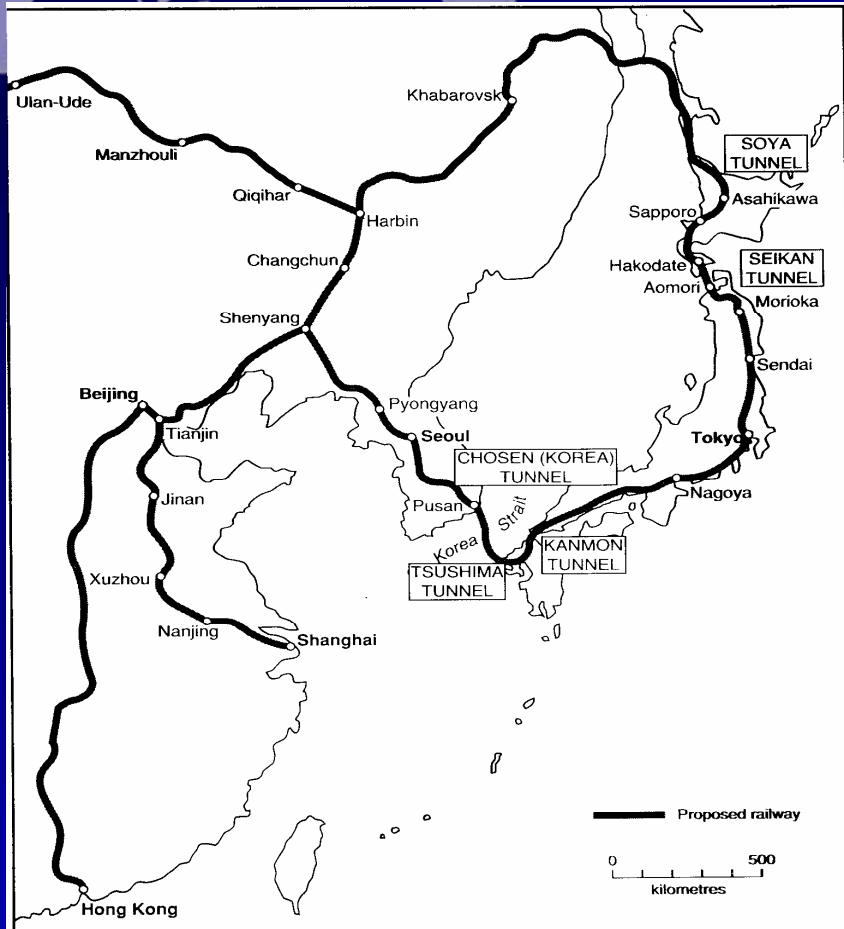 Ulan-Ude
Khabarovsk
Manzhouli
SOYA
TUNNEL
Qiqihar
Asahikawa
Harbin
Sapporo
Changchun
Hakodate
SEIKAN
TUNNEL
Aomori
Morioka
Shenyang
Sendai
Beijing
Pyongyang
Tianjin
Seoul
Tokyo
CHOSEN (KOREA)
TUNNEL
Jinan
Pusan
Nagoya
Korea Strait
KANMON
TUNNEL
TSUSHIMA
TUNNEL
Xuzhou
Nanjing
Shanghai
Proposed railway
0 500
kilometres
Hong Kong